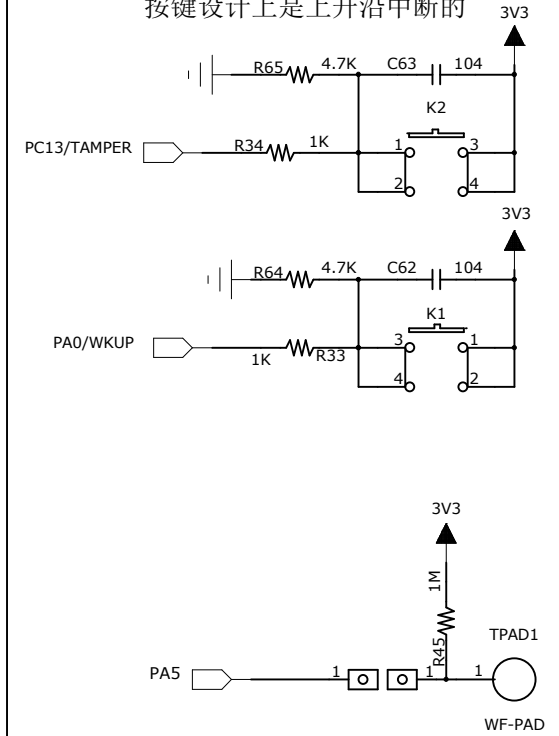 按键设计上是上升沿中断的
3V3
R65 4.7K C63 104
K2
PC13/TAMPER R34 1K 1 3
2 4
3V3
R64 4.7K C62 104
K1
PA0/WKUP 1K R33 3 1
4 2
3V3
1M
R45
TPAD1
PA5 1 1 1
WF-PAD